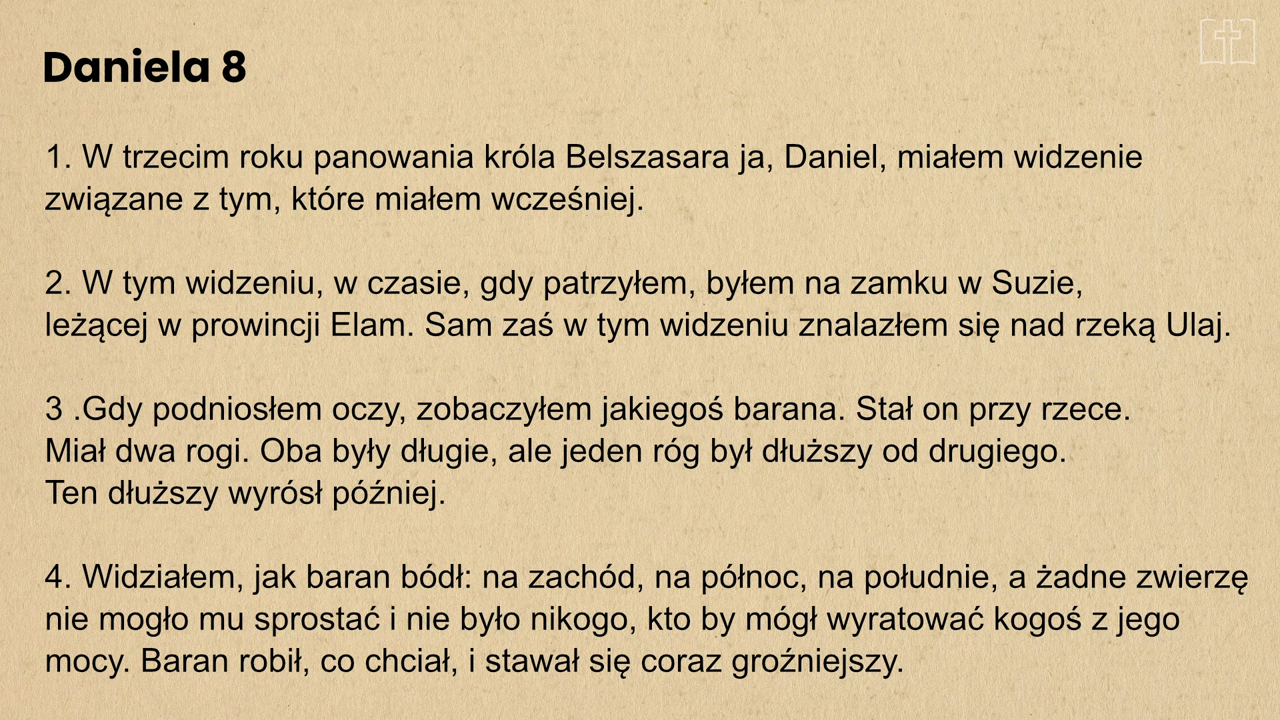 Daniela 8
1. W trzecim roku panowania króla Belszasara ja, Daniel, miałem widzenie
związane z tym, które miałem wcześniej.
2. W tym widzeniu, w czasie, gdy patrzyłem, byłem na zamku w Suzie,
leżącej w prowincji Elam. Sam zaś w tym widzeniu znalazłem się nad rzeką Ulaj.
3 .Gdy podniosłem oczy, zobaczyłem jakiegoś barana. Stał on przy rzece.
Miał dwa rogi. Oba były długie, ale jeden róg był dłuższy od drugiego.
Ten dłuższy wyrósł później.
4. Widziałem, jak baran bódł: na zachód, na północ, na południe, a żadne zwierzę
nie mogło mu sprostać i nie było nikogo, kto by mógł wyratować kogoś z jego
mocy. Baran robił, co chciał, i stawał się coraz groźniejszy.